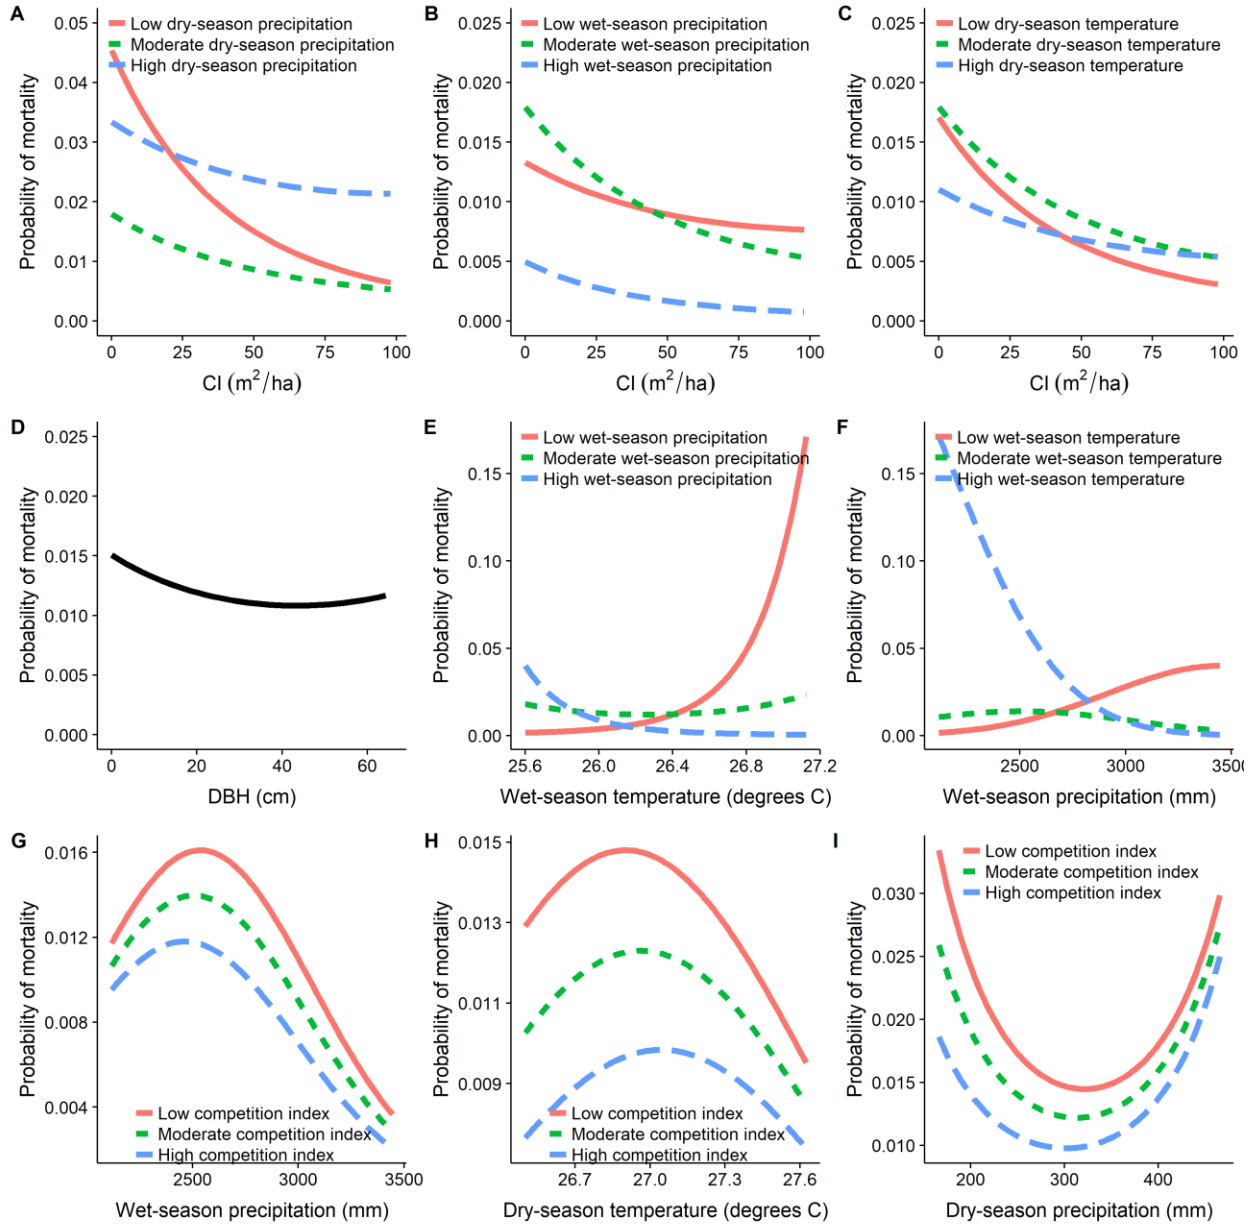 A
Low dry-season precipitation
Moderate dry-season precipitation
High dry-season precipitation
Probability of mortality
0.05
0.04
0.03
0.02
0.01
0.00
0 25 50 75 100
CI (m²/ha)
B
Low wet-season precipitation
Moderate wet-season precipitation
High wet-season precipitation
Probability of mortality
0.025
0.020
0.015
0.010
0.005
0.000
0 25 50 75 100
CI (m²/ha)
C
Low dry-season temperature
Moderate dry-season temperature
High dry-season temperature
Probability of mortality
0.025
0.020
0.015
0.010
0.005
0.000
0 25 50 75 100
CI (m²/ha)
D
Probability of mortality
0.025
0.020
0.015
0.010
0.005
0.000
0 20 40 60
DBH (cm)
E
Low wet-season precipitation
Moderate wet-season precipitation
High wet-season precipitation
Probability of mortality
0.15
0.10
0.05
0.00
25.6 26.0 26.4 26.8 27.2
Wet-season temperature (degrees C)
F
Low wet-season temperature
Moderate wet-season temperature
High wet-season temperature
Probability of mortality
0.15
0.10
0.05
0.00
2500 3000 3500
Wet-season precipitation (mm)
G
Probability of mortality
0.016
0.012
0.008
0.004
Low competition index
Moderate competition index
High competition index
2500 3000 3500
Wet-season precipitation (mm)
H
Probability of mortality
0.015
0.013
0.011
0.009
Low competition index
Moderate competition index
High competition index
26.7 27.0 27.3 27.6
Dry-season temperature (degrees C)
I
Low competition index
Moderate competition index
High competition index
Probability of mortality
0.030
0.025
0.020
0.015
0.010
200 300 400
Dry-season precipitation (mm)